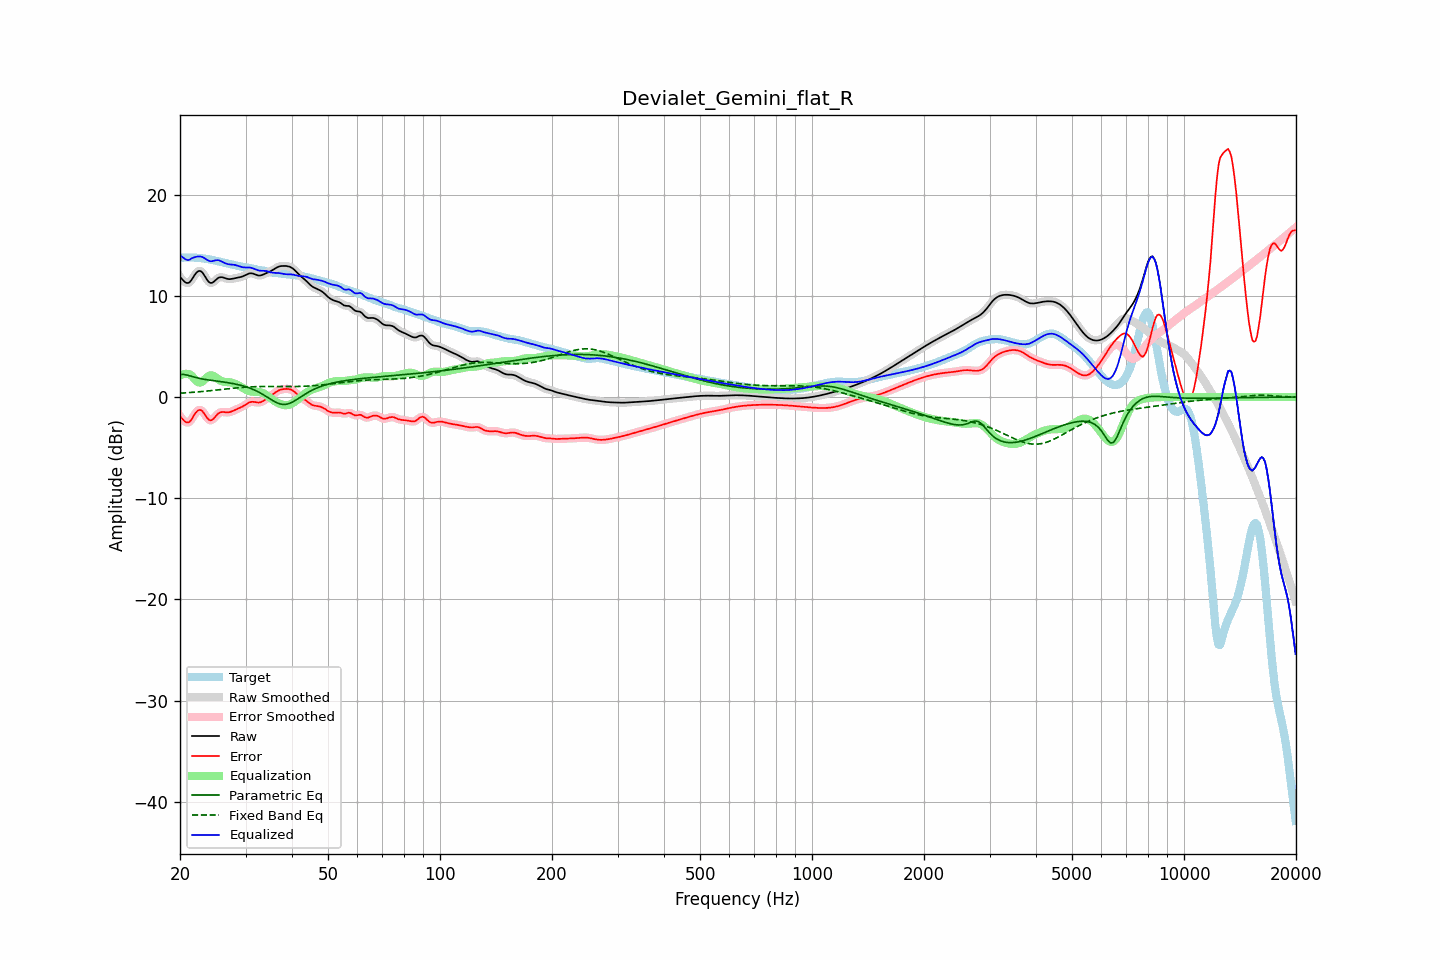 Devialet_Gemini_flat_R
Amplitude (dBr)
20
10
0
−10
−20
−30
−40
Target
Raw Smoothed
Error Smoothed
Raw
Error
Equalization
Parametric Eq
Fixed Band Eq
Equalized
20 50 100 200 500 1000 2000 5000 10000 20000
Frequency (Hz)